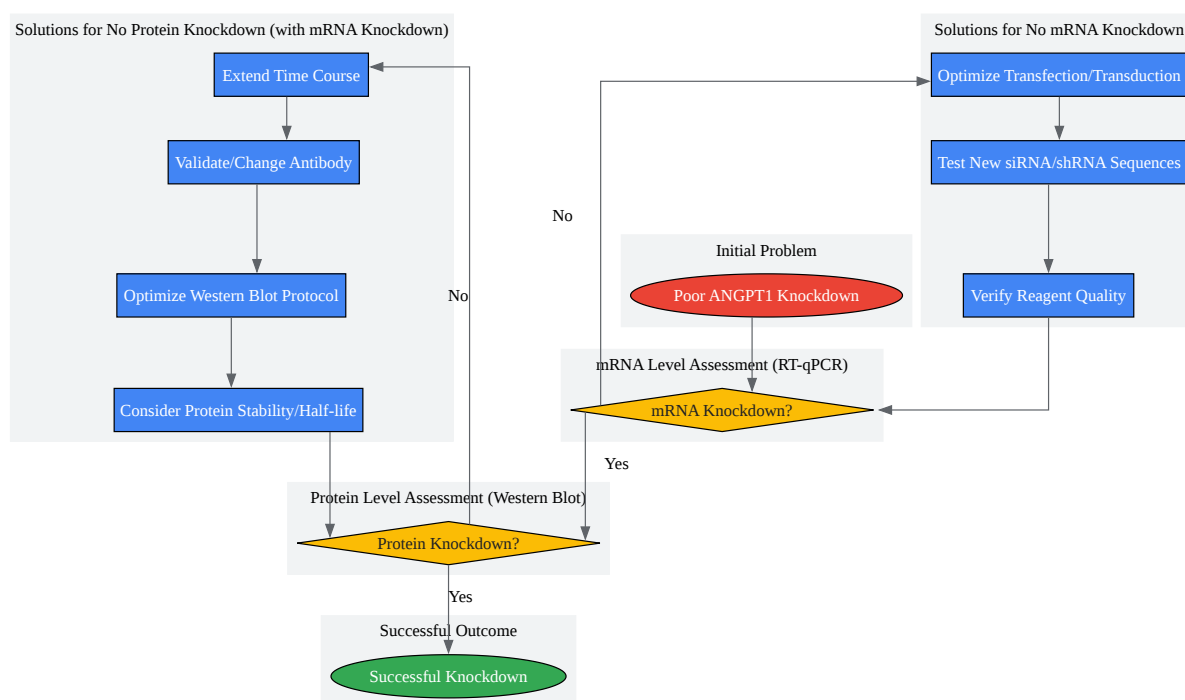 Solutions for No Protein Knockdown (with mRNA Knockdown)
Extend Time Course
Validate/Change Antibody
Optimize Western Blot Protocol
Consider Protein Stability/Half-life
Solutions for No mRNA Knockdown
Optimize Transfection/Transduction
Test New siRNA/shRNA Sequences
Verify Reagent Quality
No
No
Initial Problem
Poor ANGPT1 Knockdown
mRNA Level Assessment (RT-qPCR)
mRNA Knockdown?
Yes
Protein Level Assessment (Western Blot)
Protein Knockdown?
Yes
Successful Outcome
Successful Knockdown